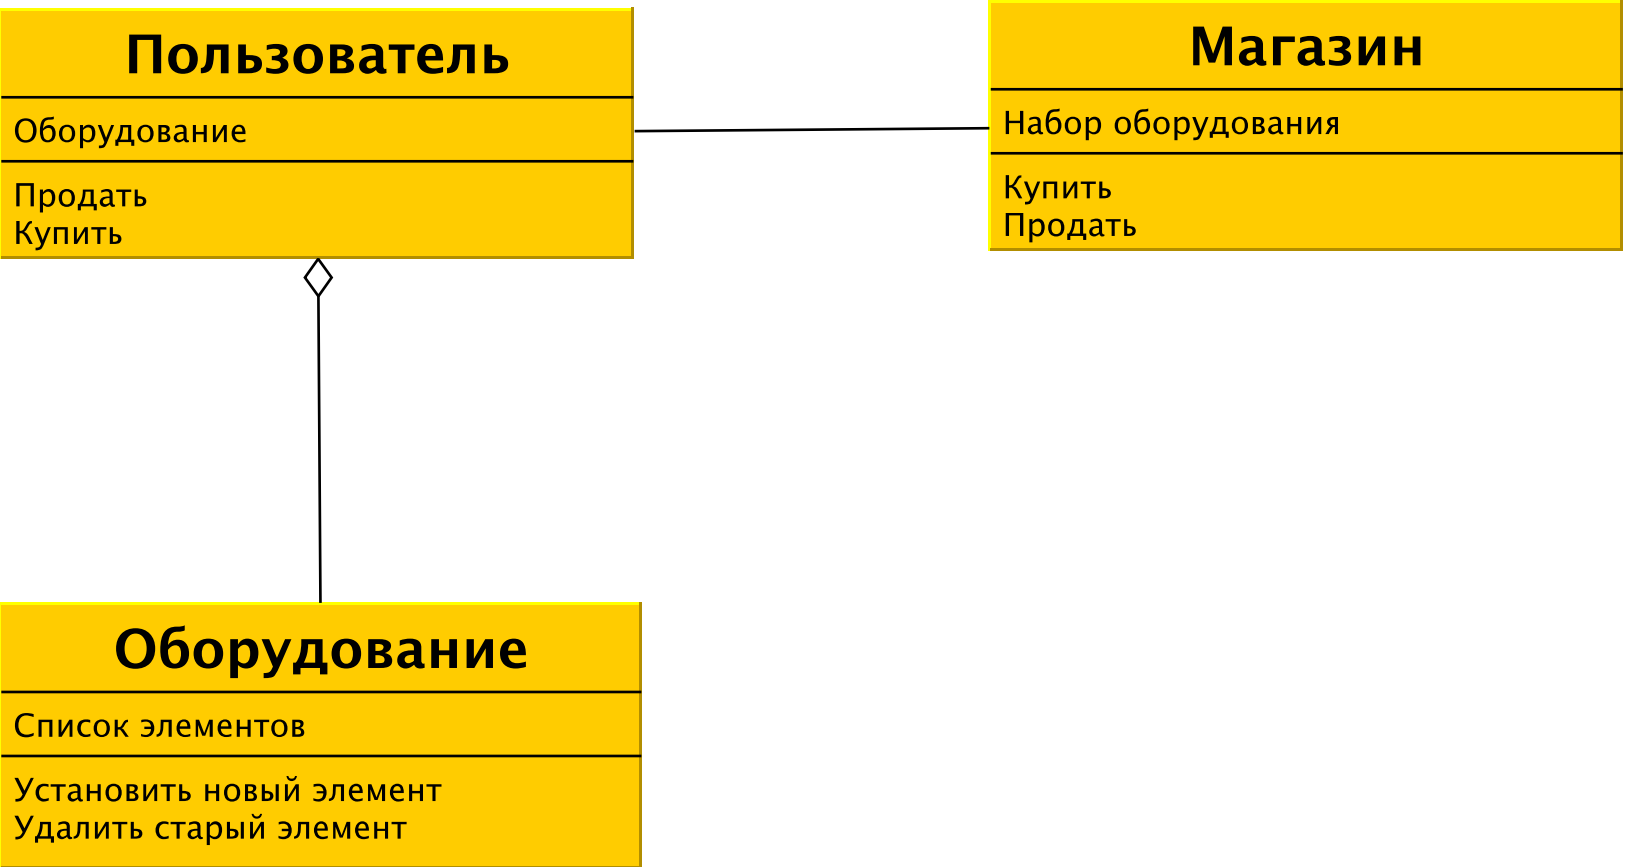 Пользователь
Оборудование
Продать
Купить
Магазин
Набор оборудования
Купить
Продать
Оборудование
Список элементов
Установить новый элемент
Удалить старый элемент